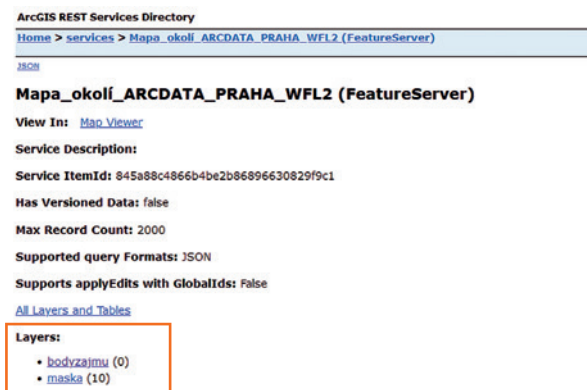 ArcGIS REST Services Directory
Home > services > Mapa_okolí_ARCDATA_PRAHA_WFL2 (FeatureServer)
JSON
Mapa_okolí_ARCDATA_PRAHA_WFL2 (FeatureServer)
View In: Map Viewer
Service Description:
Service ItemId: 845a88c4866b4be2b86896630829f9c1
Has Versioned Data: false
Max Record Count: 2000
Supported query Formats: JSON
Supports applyEdits with GlobalIds: False
All Layers and Tables
Layers:
• bodyzajmu (0)
• maska (10)